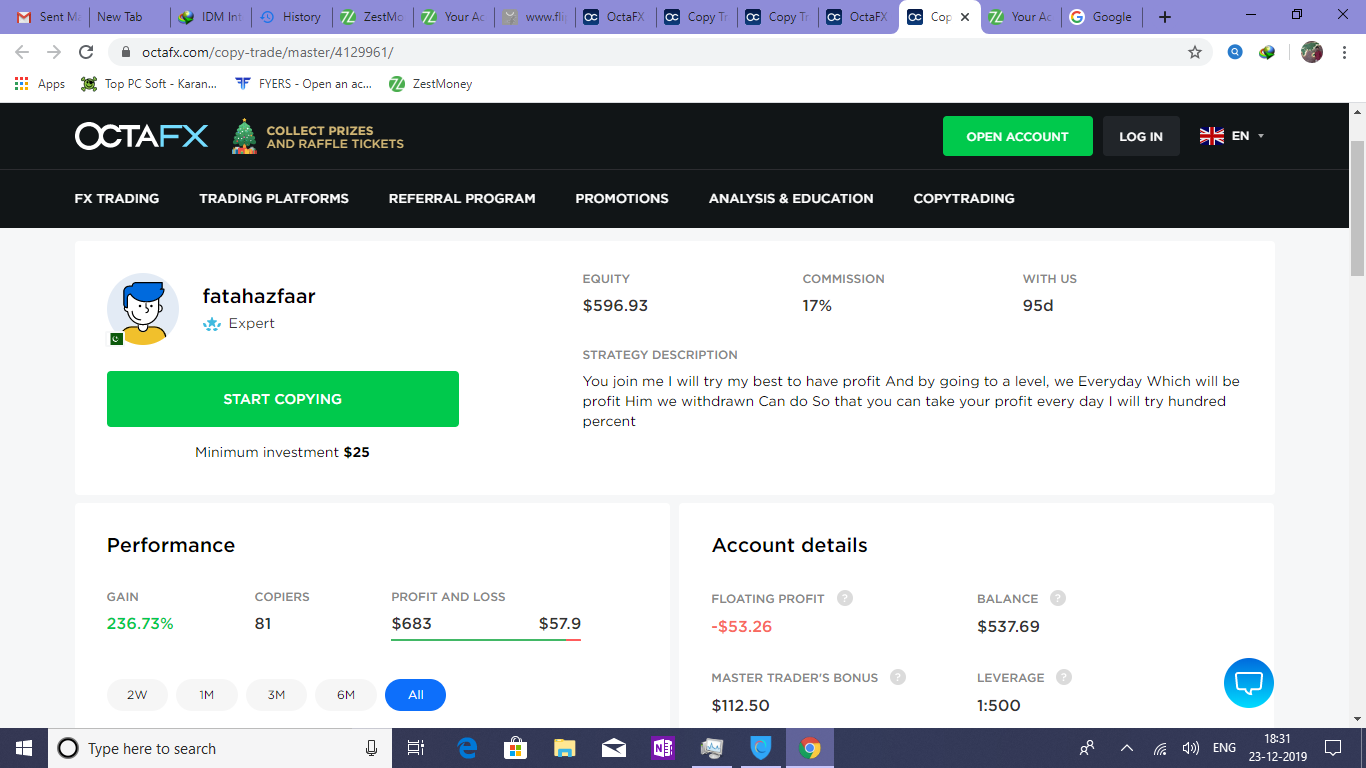 Sent Ma
New Tab
IDM Int
History
ZestMo
Your Ac
www.fli
OctaFX
Copy Tr
Copy Tr
OctaFX
Cop
Your Ac
Google
octafx.com/copy-trade/master/4129961/
Apps
Top PC Soft - Karan...
FYERS - Open an ac...
ZestMoney
OCTAFX
COLLECT PRIZES
AND RAFFLE TICKETS
OPEN ACCOUNT
LOG IN
EN
FX TRADING
TRADING PLATFORMS
REFERRAL PROGRAM
PROMOTIONS
ANALYSIS & EDUCATION
COPYTRADING
fatahazfaar
Expert
START COPYING
Minimum investment $25
EQUITY
$596.93
COMMISSION
17%
WITH US
95d
STRATEGY DESCRIPTION
You join me I will try my best to have profit And by going to a level, we Everyday Which will be
profit Him we withdrawn Can do So that you can take your profit every day I will try hundred
percent
Performance
GAIN
236.73%
COPIERS
81
PROFIT AND LOSS
$683 $57.9
2W
1M
3M
6M
All
Account details
FLOATING PROFIT ?
-$53.26
BALANCE ?
$537.69
MASTER TRADER'S BONUS ?
$112.50
LEVERAGE ?
1:500
Type here to search
ENG
18:31
23-12-2019